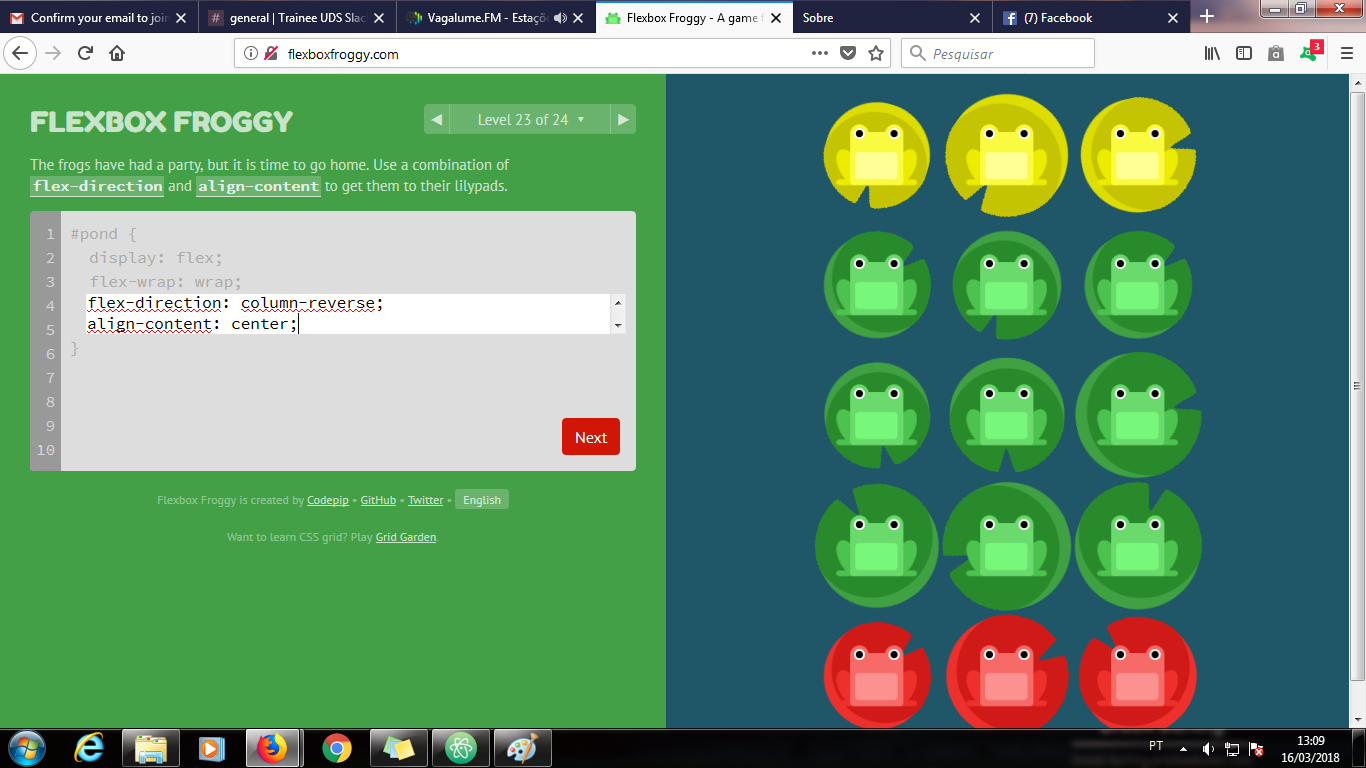 Confirm your email to join
# general | Trainee UDS Slac
Vagalume.FM - Estaçõe
Flexbox Froggy - A game f
Sobre
(7) Facebook
flexboxfroggy.com
Pesquisar
3
FLEXBOX FROGGY
Level 23 of 24
The frogs have had a party, but it is time to go home. Use a combination of
flex-direction and align-content to get them to their lilypads.
1 #pond {
2 display: flex;
3 flex-wrap: wrap;
4 flex-direction: column-reverse;
5 align-content: center;
6 }
7
8
9
10
Next
Flexbox Froggy is created by Codepip • GitHub • Twitter • English
Want to learn CSS grid? Play Grid Garden.
PT
13:09
16/03/2018